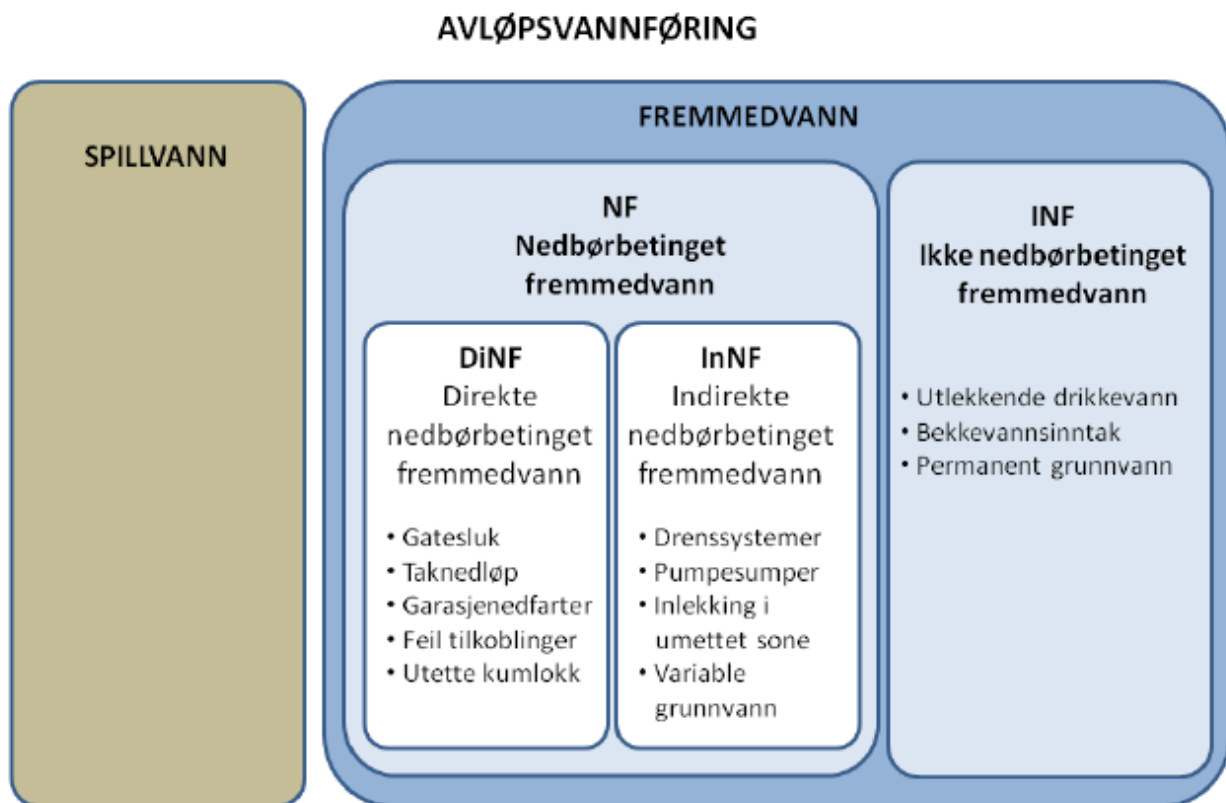 AVLØPSVANNFØRING
SPILLVANN
FREMMEDVANN
NF
Nedbørbetinget
fremmedvann
DiNF
Direkte
nedbørbetinget
fremmedvann
• Gatesluk
• Taknedløp
• Garasjenedfarter
• Feil tilkoblinger
• Utette kumlokk
InNF
Indirekte
nedbørbetinget
fremmedvann
• Drenssystemer
• Pumpesumper
• Inlekking i
umettet sone
• Variable
grunnvann
INF
Ikke nedbørbetinget
fremmedvann
• Utlekkende drikkevann
• Bekkevannsinntak
• Permanent grunnvann